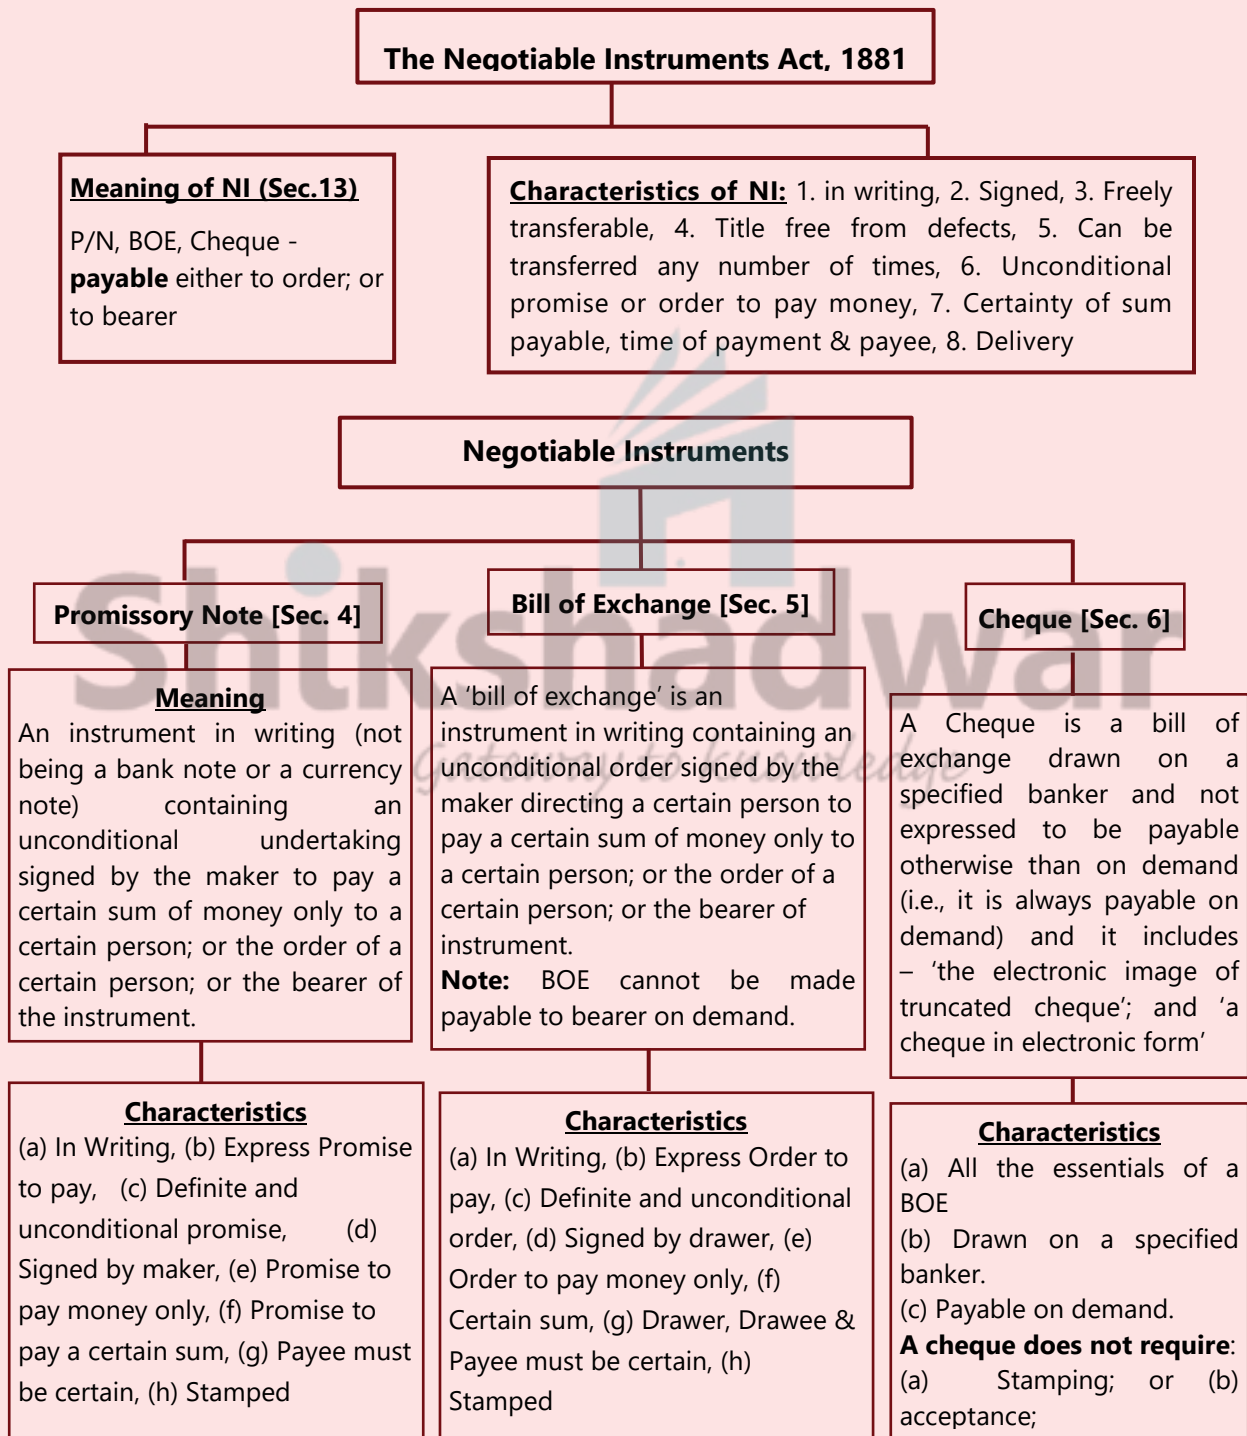 The Negotiable Instruments Act, 1881
Meaning of NI (Sec.13)
P/N, BOE, Cheque -
payable either to order; or
to bearer
Characteristics of NI: 1. in writing, 2. Signed, 3. Freely
transferable, 4. Title free from defects, 5. Can be
transferred any number of times, 6. Unconditional
promise or order to pay money, 7. Certainty of sum
payable, time of payment & payee, 8. Delivery
Negotiable Instruments
Promissory Note [Sec. 4]
Meaning
An instrument in writing (not
being a bank note or a currency
note) containing an
unconditional undertaking
signed by the maker to pay a
certain sum of money only to a
certain person; or the order of a
certain person; or the bearer of
the instrument.
Characteristics
(a) In Writing, (b) Express Promise
to pay, (c) Definite and
unconditional promise, (d)
Signed by maker, (e) Promise to
pay money only, (f) Promise to
pay a certain sum, (g) Payee must
be certain, (h) Stamped
Bill of Exchange [Sec. 5]
A ‘bill of exchange’ is an
instrument in writing containing an
unconditional order signed by the
maker directing a certain person to
pay a certain sum of money only to
a certain person; or the order of a
certain person; or the bearer of
instrument.
Note: BOE cannot be made
payable to bearer on demand.
Characteristics
(a) In Writing, (b) Express Order to
pay, (c) Definite and unconditional
order, (d) Signed by drawer, (e)
Order to pay money only, (f)
Certain sum, (g) Drawer, Drawee &
Payee must be certain, (h)
Stamped
Cheque [Sec. 6]
A Cheque is a bill of
exchange drawn on a
specified banker and not
expressed to be payable
otherwise than on demand
(i.e., it is always payable on
demand) and it includes
– ‘the electronic image of
truncated cheque’; and ‘a
cheque in electronic form’
Characteristics
(a) All the essentials of a
BOE
(b) Drawn on a specified
banker.
(c) Payable on demand.
A cheque does not require:
(a) Stamping; or (b)
acceptance;
Shikshadwar
Gateway to knowledge